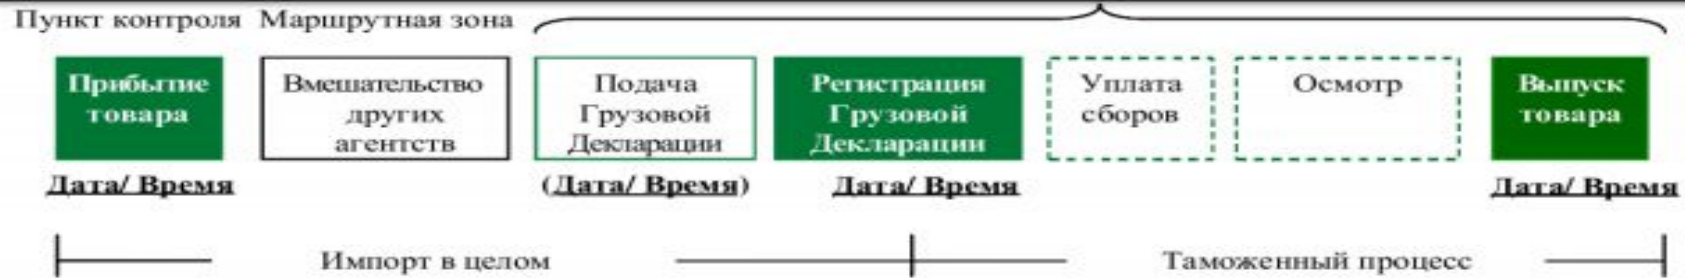 Пункт контроля Маршрутная зона
Прибытие
товара
Вмешательство
других
агентств
Подача
Грузовой
Декларации
Регистрация
Грузовой
Декларации
Уплата
сборов
Осмотр
Выпуск
товара
Дата/ Время
(Дата/ Время)
Дата/ Время
Дата/ Время
Импорт в целом
Таможенный процесс